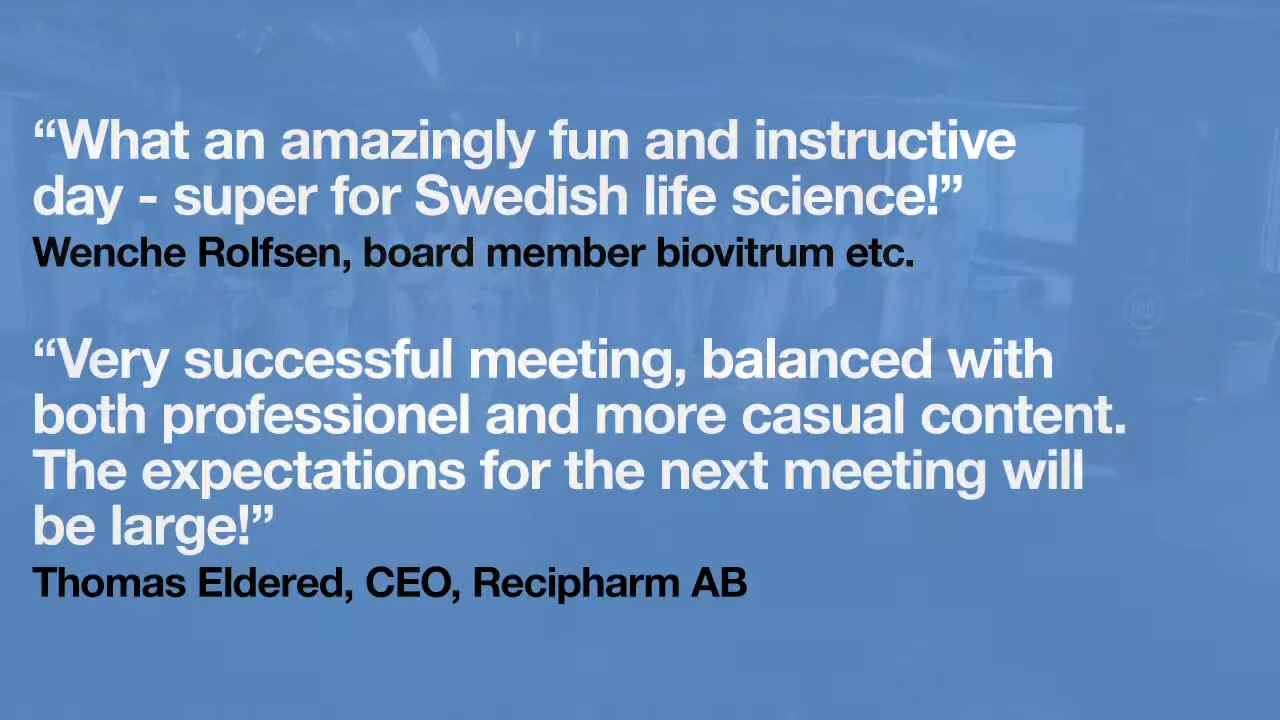 “What an amazingly fun and instructive
day - super for Swedish life science!”
Wenche Rolfsen, board member biovitrum etc.
“Very successful meeting, balanced with
both professionel and more casual content.
The expectations for the next meeting will
be large!”
Thomas Eldered, CEO, Recipharm AB